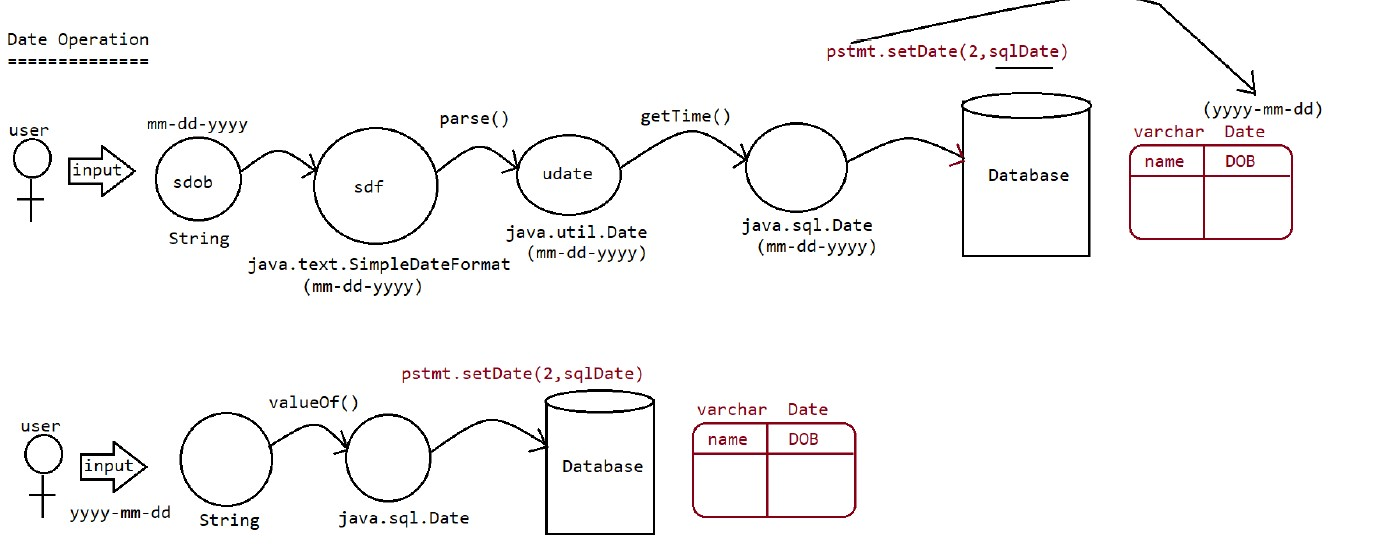 Date Operation
==============
pstmt.setDate(2,sqlDate)
(yyyy-mm-dd)
user
input
mm-dd-yyyy
sdob
String
sdf
java.text.SimpleDateFormat
(mm-dd-yyyy)
parse()
udate
java.util.Date
(mm-dd-yyyy)
getTime()
java.sql.Date
(mm-dd-yyyy)
Database
varchar Date
name DOB
user
input
yyyy-mm-dd
String
valueOf()
java.sql.Date
pstmt.setDate(2,sqlDate)
Database
varchar Date
name DOB